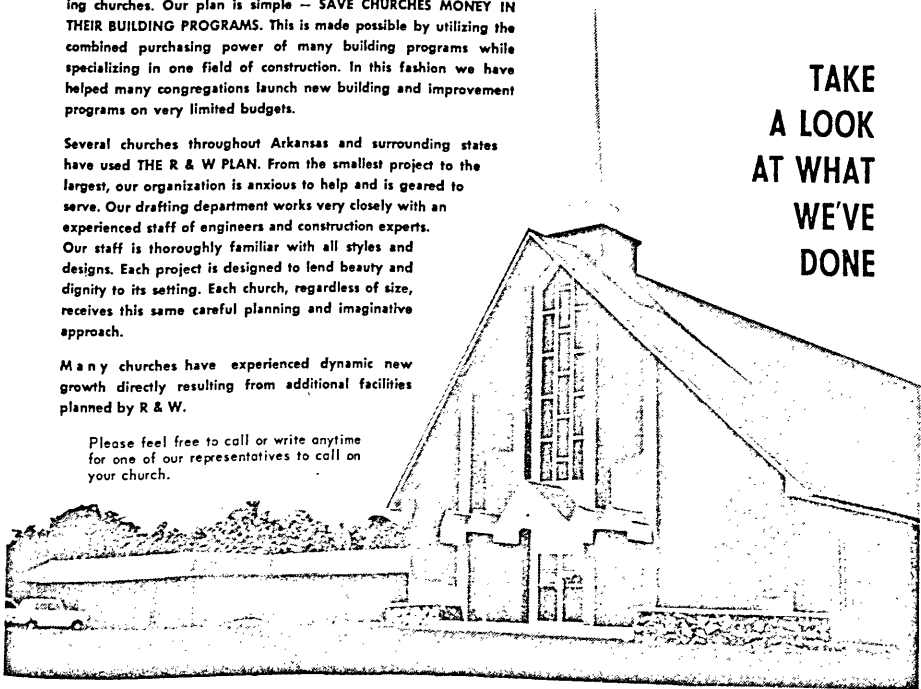 ing churches. Our plan is simple — SAVE CHURCHES MONEY IN
THEIR BUILDING PROGRAMS. This is made possible by utilizing the
combined purchasing power of many building programs while
specializing in one field of construction. In this fashion we have
helped many congregations launch new building and improvement
programs on very limited budgets.
Several churches throughout Arkansas and surrounding states
have used THE R & W PLAN. From the smallest project to the
largest, our organization is anxious to help and is geared to
serve. Our drafting department works very closely with an
experienced staff of engineers and construction experts.
Our staff is thoroughly familiar with all styles and
designs. Each project is designed to lend beauty and
dignity to its setting. Each church, regardless of size,
receives this same careful planning and imaginative
approach.
Many churches have experienced dynamic new
growth directly resulting from additional facilities
planned by R & W.
Please feel free to call or write anytime
for one of our representatives to call on
your church.
TAKE
A LOOK
AT WHAT
WE'VE
DONE